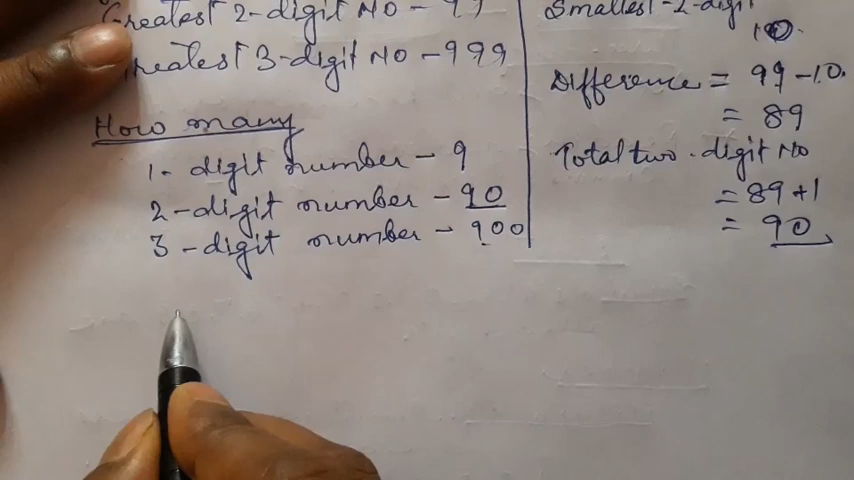 Greatest 2-digit No - 99
Greatest 3-digit No - 999
How many
1- digit number - 9
2-digit number - 90
3-digit number - 900
Smallest-2-digit
10.
Difference = 99-10.
= 89
Total two-digit No
= 89+1
= 90